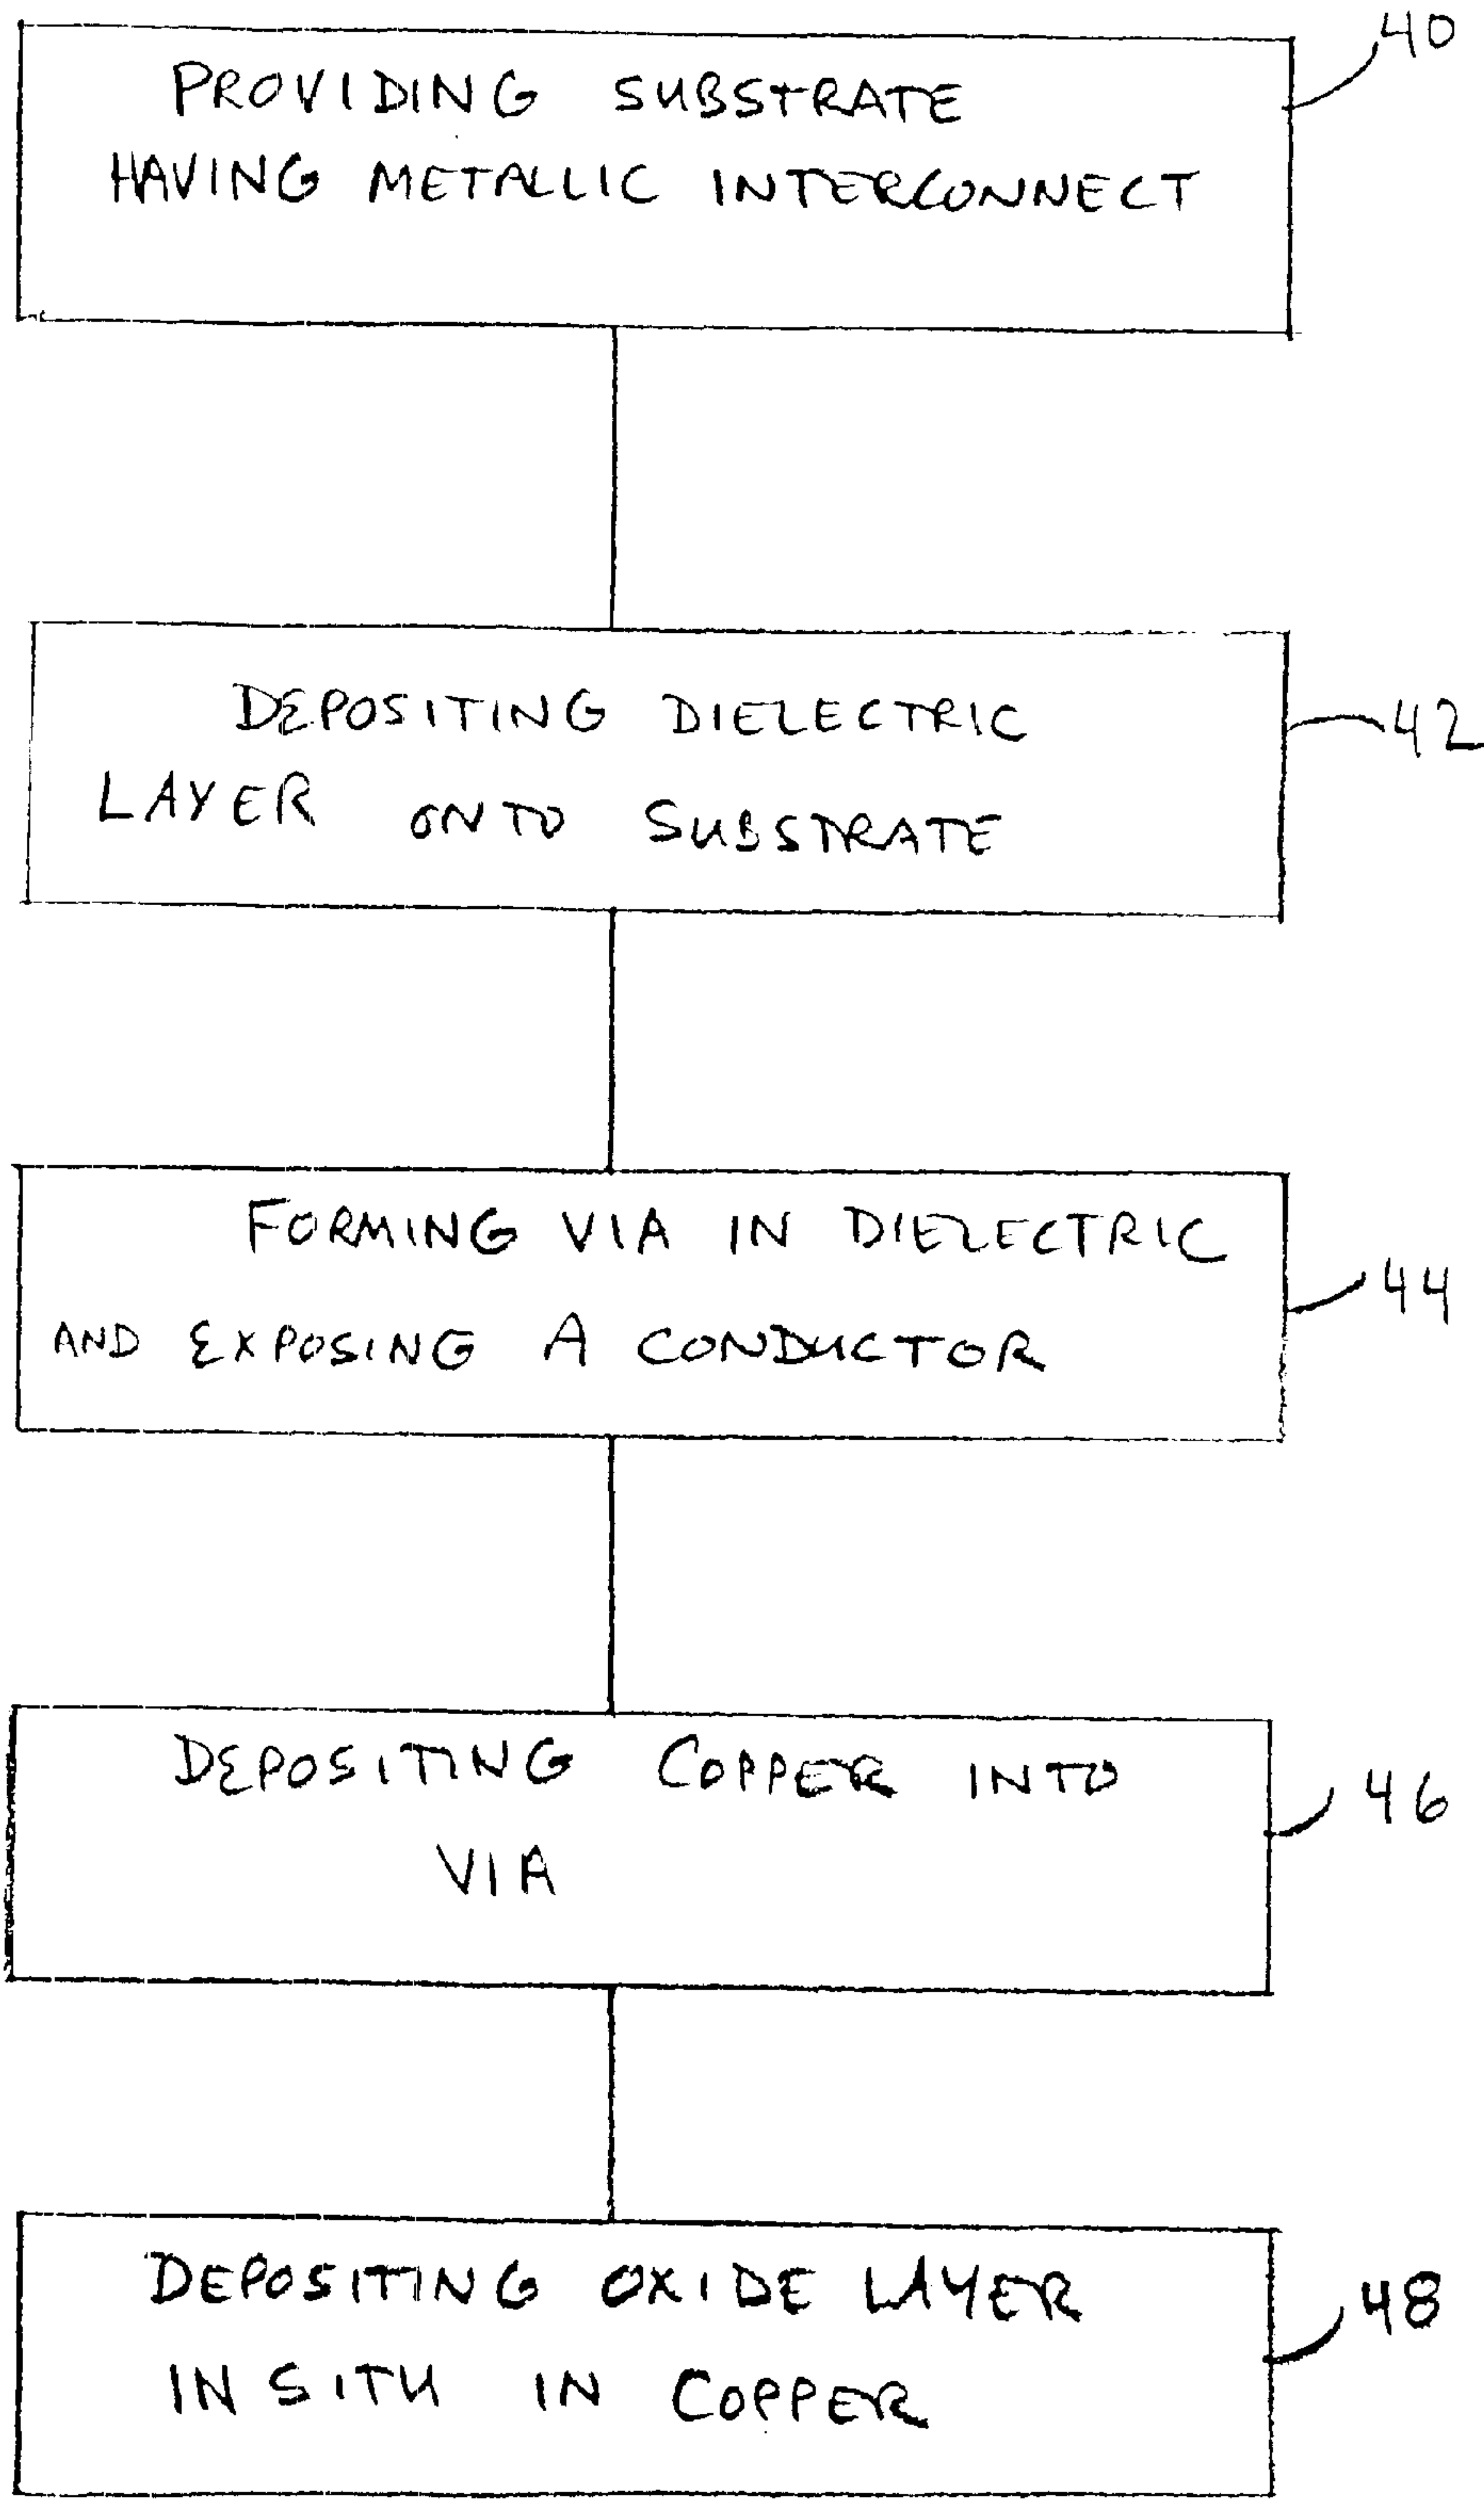 40
PROVIDING SUBSTRATE
HAVING METALLIC INTERCONNECT
DEPOSITING DIELECTRIC
42
LAYER ONTO SUBSTRATE
FORMING VIA IN DIELECTRIC
44
AND EXPOSING A CONDUCTOR
DEPOSITING COPPER INTO
46
VIA
DEPOSITING OXIDE LAYER
48
IN SITU IN COPPER